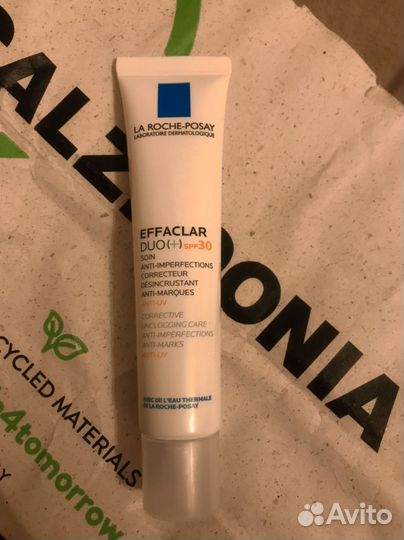 CALZEDONIA
LA ROCHE-POSAY
LABORATOIRE DERMATOLOGIQUE
EFFACLAR
DUO(+) SPF30
SOIN
ANTI-IMPERFECTIONS
CORRECTEUR
DÉSINCRUSTANT
ANTI-MARQUES
ANTI-UV
CORRECTIVE
UNCLOGGING CARE
ANTI-IMPERFECTIONS
ANTI-MARKS
ANTI-UV
AVEC DE L'EAU THERMALE
DE LA ROCHE-POSAY
CYCLED MATERIALS
4tomorrow
Avito